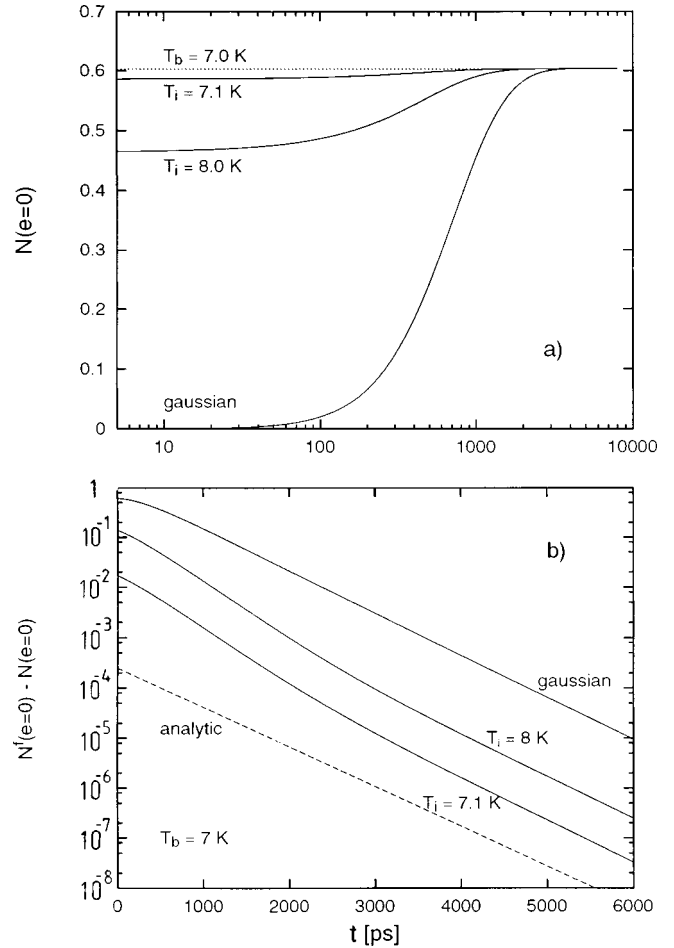 0.7
0.6
0.5
0.4
0.3
0.2
0.1
0
N(e=0)
T_b = 7.0 K
T_i = 7.1 K
T_i = 8.0 K
a)
gaussian
10 100 1000 10000
1
10^-1
10^-2
10^-3
10^-4
10^-5
10^-6
10^-7
10^-8
N^f(e=0) - N(e=0)
b)
gaussian
analytic
T_i = 8 K
T_i = 7.1 K
T_b = 7 K
0 1000 2000 3000 4000 5000 6000
t [ps]